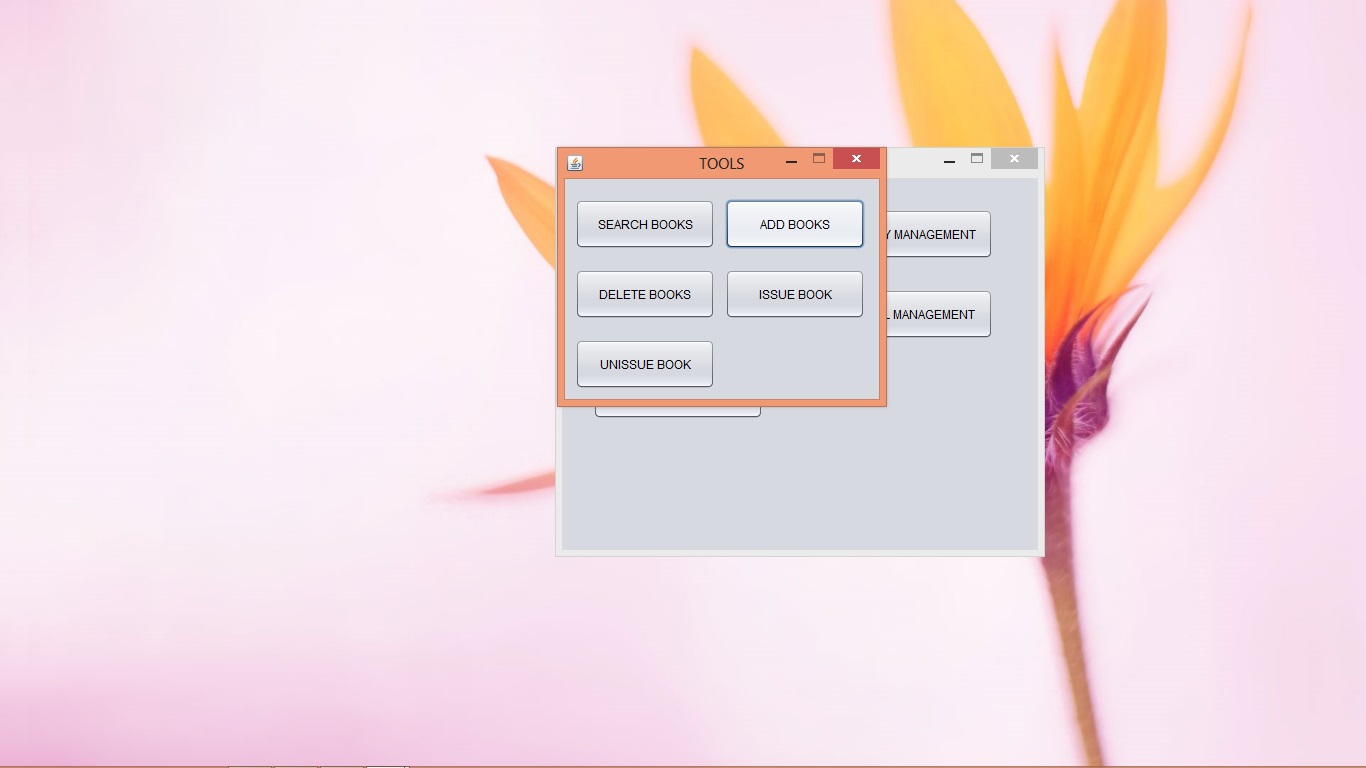 TOOLS
SEARCH BOOKS
ADD BOOKS
Y MANAGEMENT
DELETE BOOKS
ISSUE BOOK
L MANAGEMENT
UNISSUE BOOK